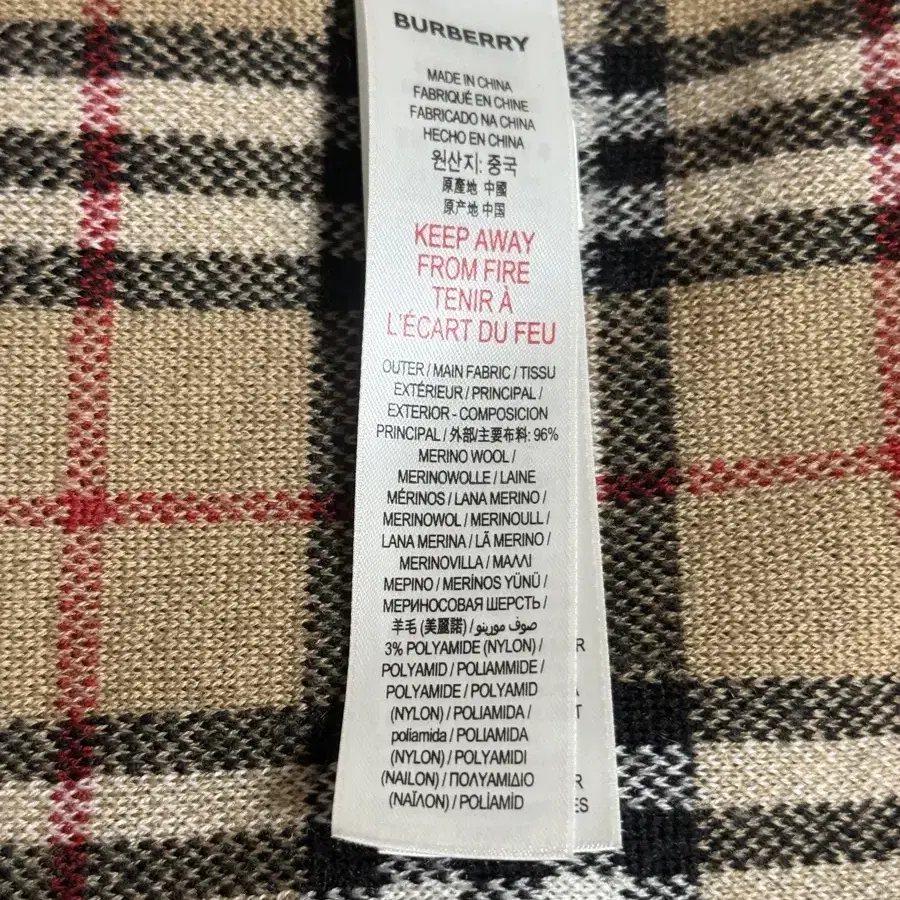 BURBERRY
MADE IN CHINA
FABRIQUÉ EN CHINE
FABRICADO NA CHINA
HECHO EN CHINA
원산지: 중국
原產地 中國
原产地 中国
KEEP AWAY
FROM FIRE
TENIR À
L'ÉCART DU FEU
OUTER / MAIN FABRIC / TISSU
EXTÉRIEUR / PRINCIPAL /
EXTERIOR - COMPOSICION
PRINCIPAL / 外部/主要布料: 96%
MERINO WOOL /
MERINOWOLLE / LAINE
MÉRINOS / LANA MERINO /
MERINOWOL / MERINOULL /
LANA MERINA / LÃ MERINO /
MERINOVILLA / ΜΑΛΛΙ
ΜΕΡΙΝΟ / MERİNOS YÜNÜ /
МЕРИНОСОВАЯ ШЕРСТЬ /
羊毛 (美麗諾) / صوف مورينو /
3% POLYAMIDE (NYLON) /
POLYAMID / POLIAMMIDE /
POLYAMIDE / POLYAMID
(NYLON) / POLIAMIDA /
poliamida / POLIAMIDA
(NYLON) / POLYAMIDI
(NAILON) / ΠΟΛΥΑΜΙΔΙΟ
(ΝΑΪΛΟΝ) / POLİAMİD
R
T
R
ES